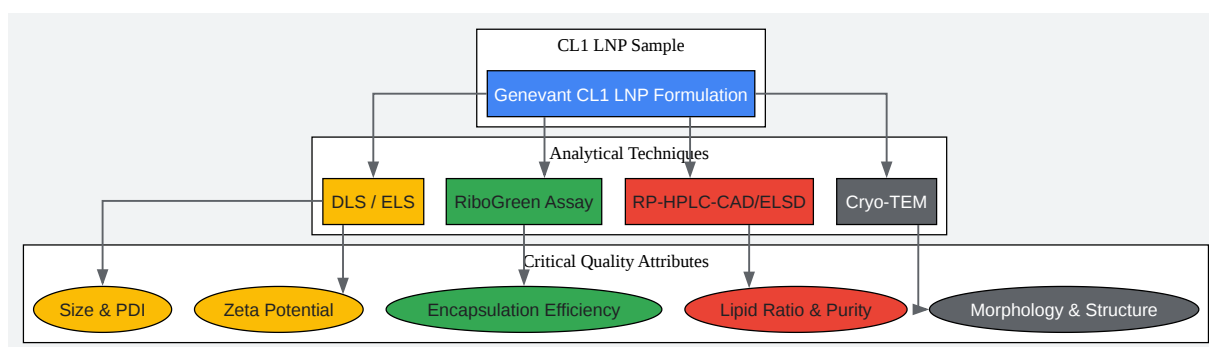 CL1 LNP Sample
Genevant CL1 LNP Formulation
Analytical Techniques
DLS / ELS
RiboGreen Assay
RP-HPLC-CAD/ELSD
Cryo-TEM
Critical Quality Attributes
Size & PDI
Zeta Potential
Encapsulation Efficiency
Lipid Ratio & Purity
Morphology & Structure